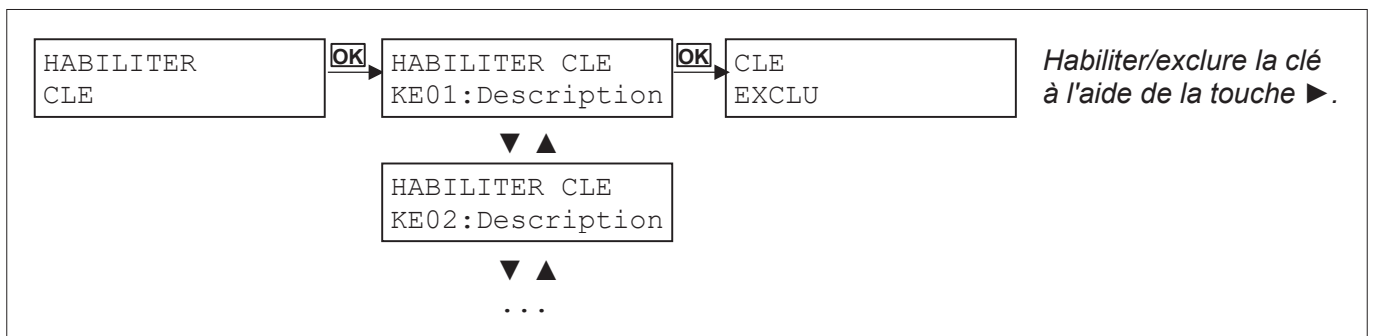 HABILITER
CLE
OK
HABILITER CLE
KE01:Description
OK
CLE
EXCLU
Habiliter/exclure la clé
à l'aide de la touche ►.
▼ ▲
HABILITER CLE
KE02:Description
▼ ▲
...